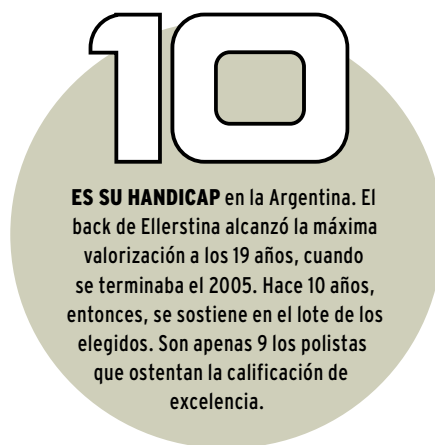 10
ES SU HANDICAP en la Argentina. El
back de Ellerstina alcanzó la máxima
valorización a los 19 años, cuando
se terminaba el 2005. Hace 10 años,
entonces, se sostiene en el lote de los
elegidos. Son apenas 9 los polistas
que ostentan la calificación de
excelencia.